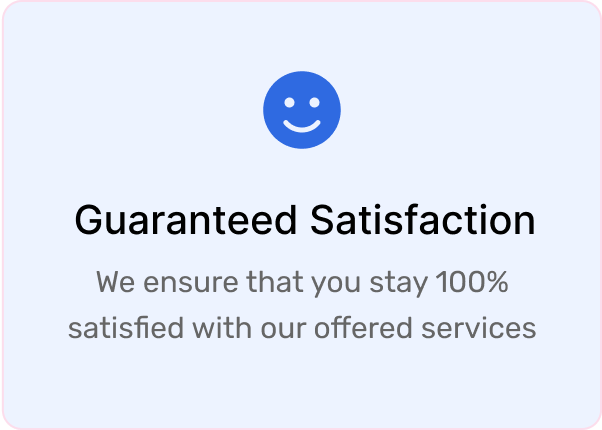 Guaranteed Satisfaction
We ensure that you stay 100%
satisfied with our offered services